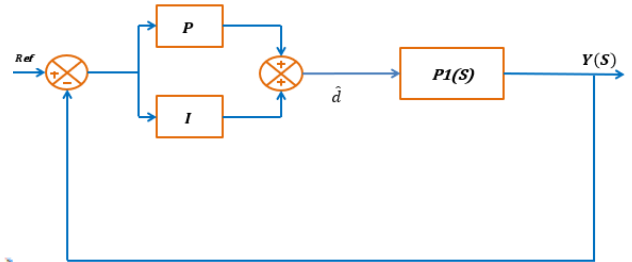 P
Ref
Y(S)
+
+
P1(S)
−
+
d̂
I